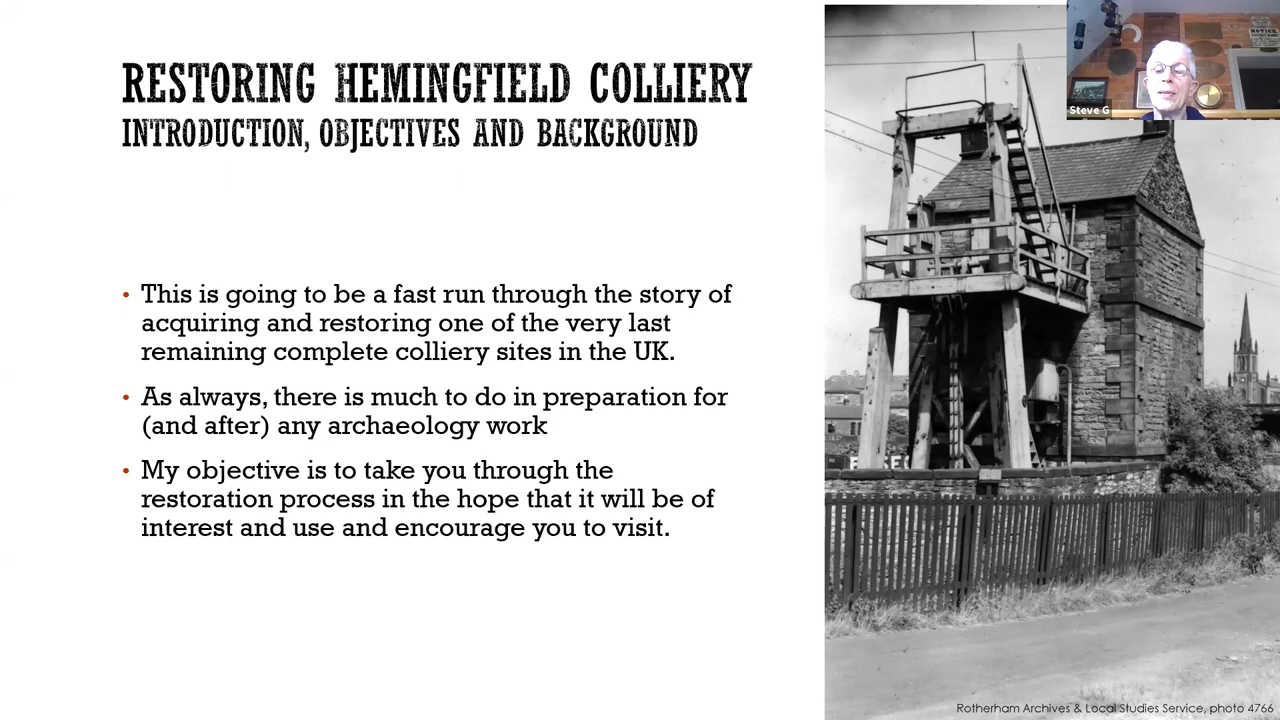 RESTORING HEMINGFIELD COLLIERY
INTRODUCTION, OBJECTIVES AND BACKGROUND
• This is going to be a fast run through the story of
acquiring and restoring one of the very last
remaining complete colliery sites in the UK.
• As always, there is much to do in preparation for
(and after) any archaeology work
• My objective is to take you through the
restoration process in the hope that it will be of
interest and use and encourage you to visit.
NOTICE
Steve G
Rotherham Archives & Local Studies Service, photo 4766